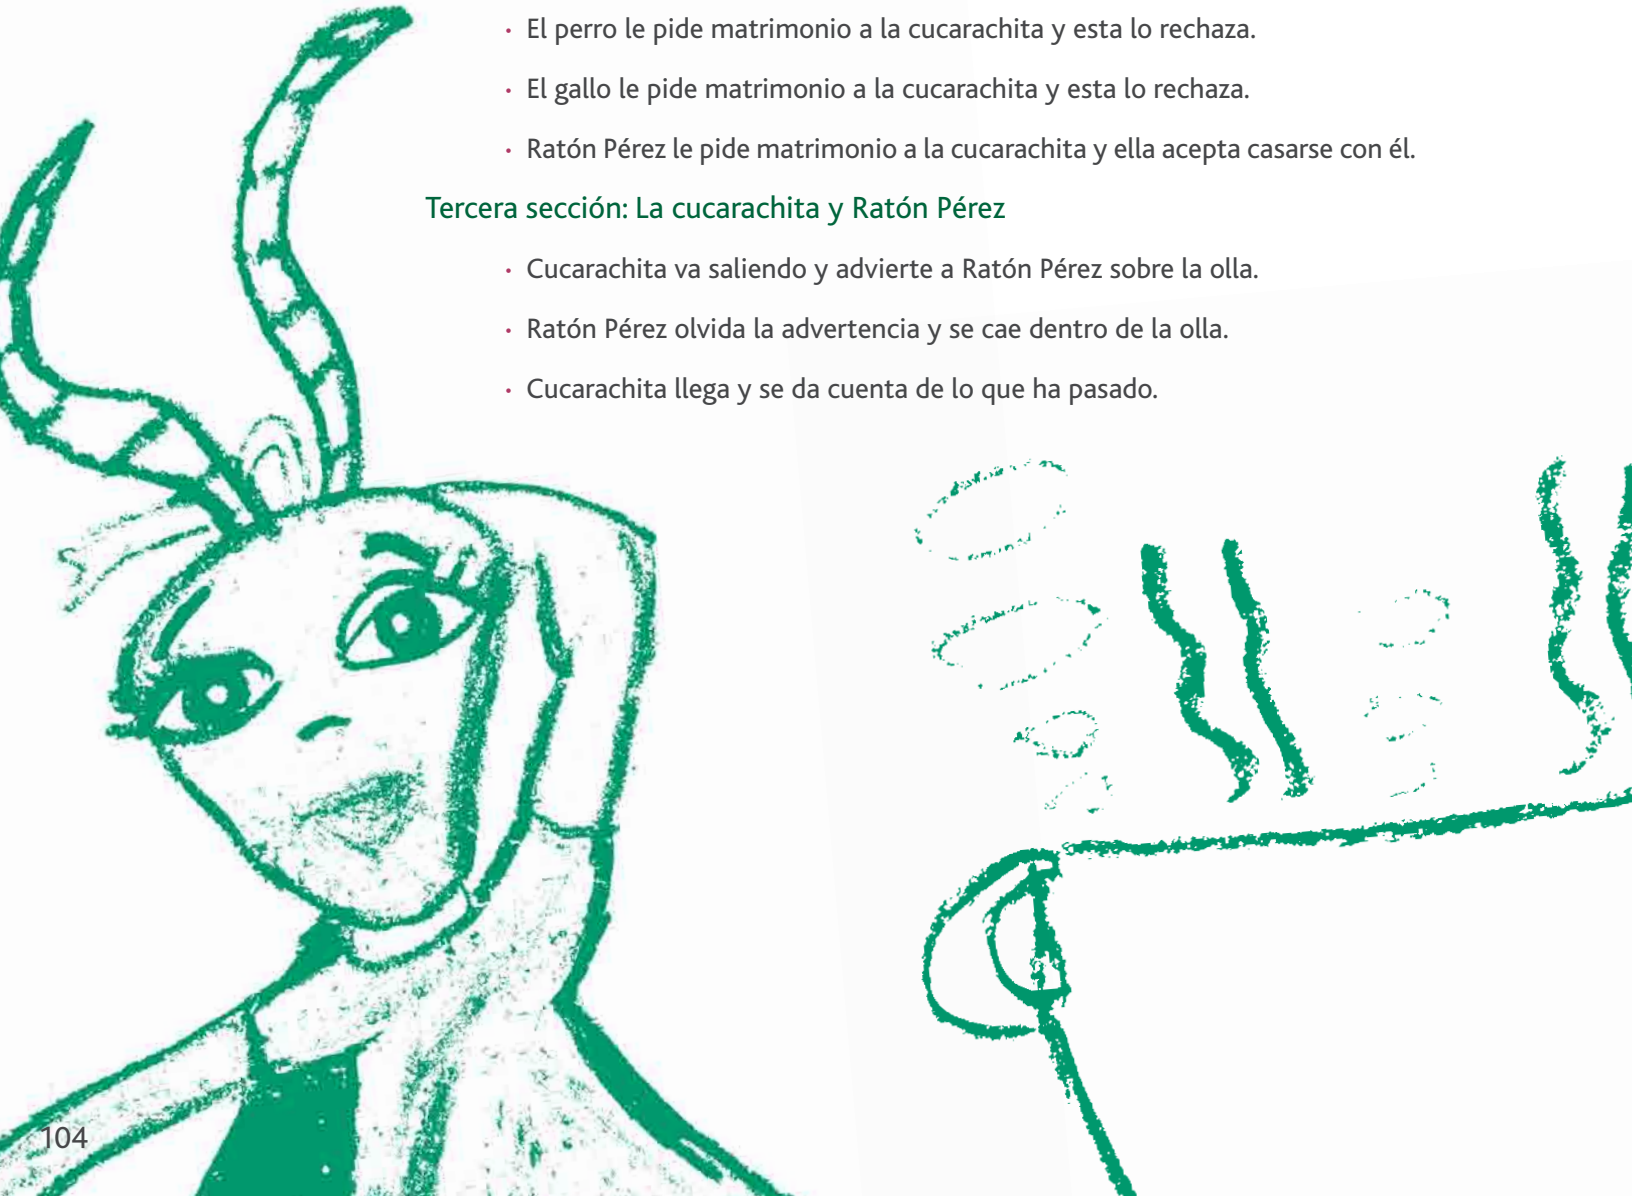 · El perro le pide matrimonio a la cucarachita y esta lo rechaza.
· El gallo le pide matrimonio a la cucarachita y esta lo rechaza.
· Ratón Pérez le pide matrimonio a la cucarachita y ella acepta casarse con él.
Tercera sección: La cucarachita y Ratón Pérez
· Cucarachita va saliendo y advierte a Ratón Pérez sobre la olla.
· Ratón Pérez olvida la advertencia y se cae dentro de la olla.
· Cucarachita llega y se da cuenta de lo que ha pasado.
104